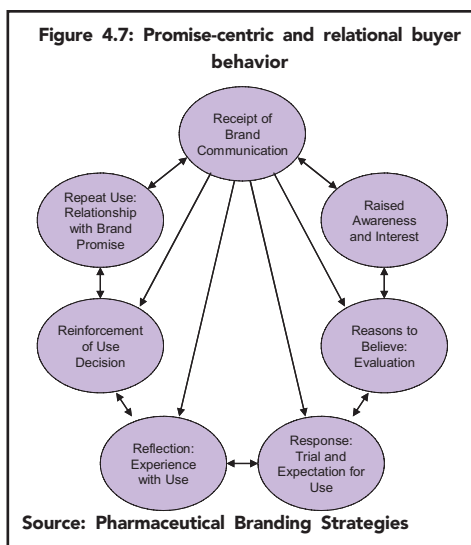 Figure 4.7: Promise-centric and relational buyer
behavior
Receipt of
Brand
Communication
Raised
Awareness
and Interest
Reasons to
Believe:
Evaluation
Response:
Trial and
Expectation for
Use
Reflection:
Experience
with Use
Reinforcement
of Use
Decision
Repeat Use:
Relationship
with Brand
Promise
Source: Pharmaceutical Branding Strategies